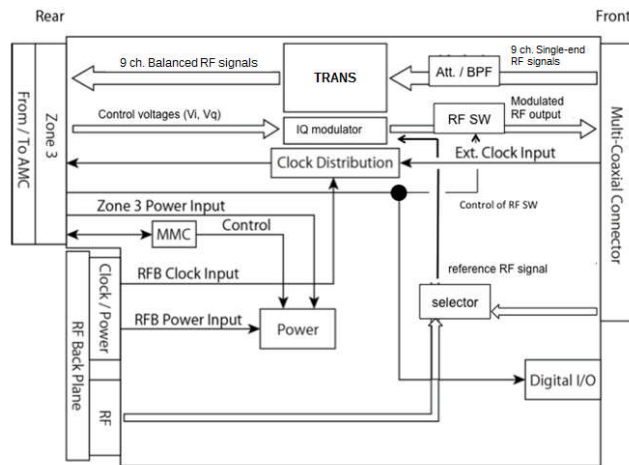 Rear
Front
9 ch. Balanced RF signals
TRANS
Att. / BPF
9 ch. Single-end
RF signals
From / To AMC
Zone 3
Control voltages (Vi, Vq)
IQ modulator
RF SW
Modulated
RF output
Multi-Coaxial Connector
Clock Distribution
Ext. Clock Input
Zone 3 Power Input
Control of RF SW
MMC
Control
RFB Clock Input
reference RF signal
selector
RF Back Plane
Clock / Power
RFB Power Input
Power
Digital I/O
RF